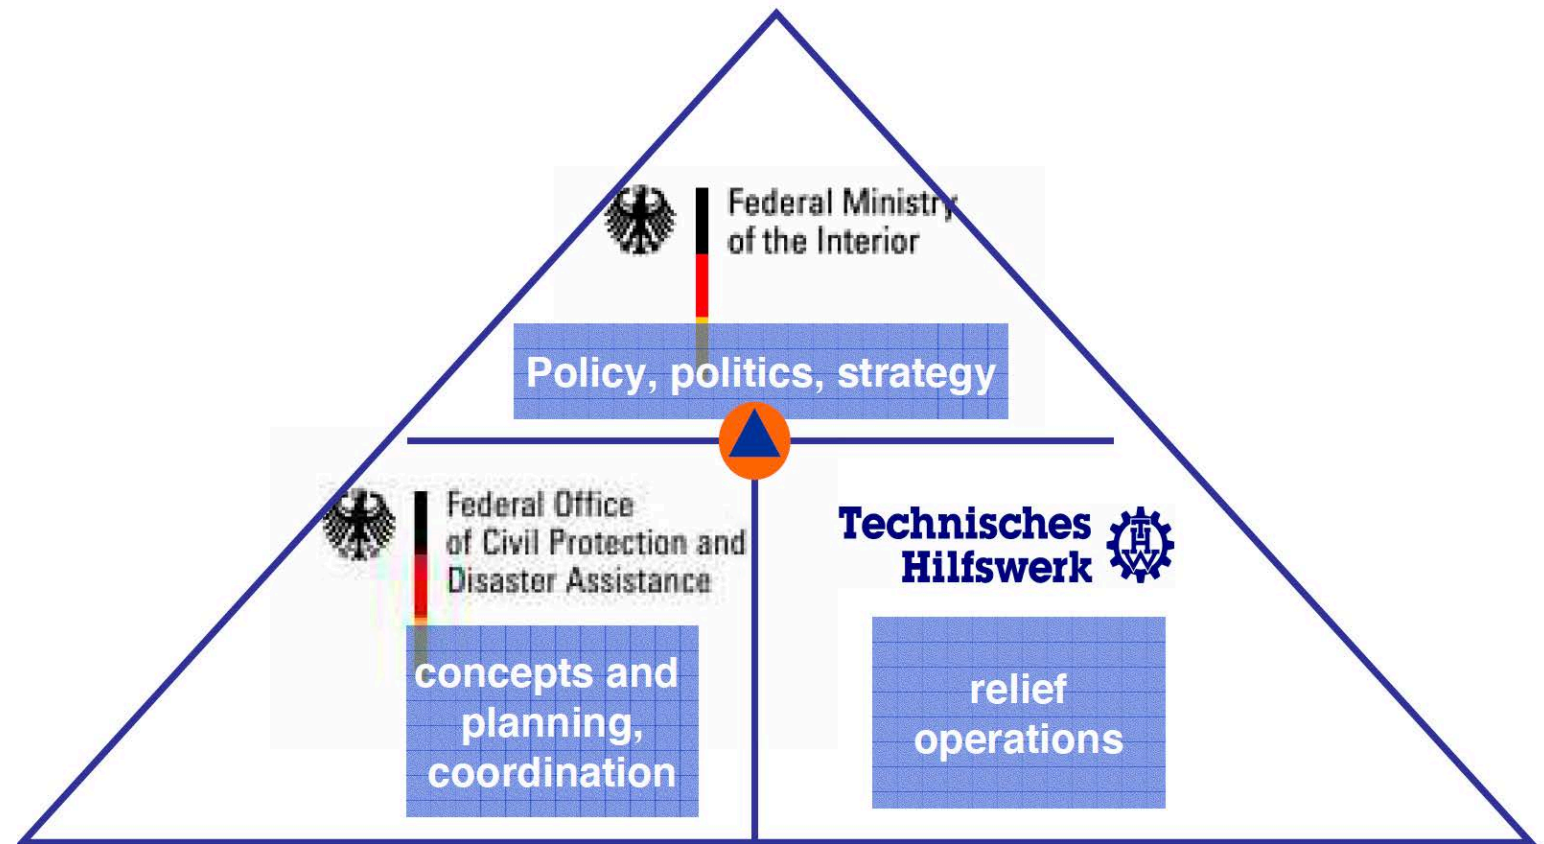 Federal Ministry
of the Interior
Policy, politics, strategy
Federal Office
of Civil Protection and
Disaster Assistance
concepts and
planning,
coordination
Technisches
Hilfswerk
THW
relief
operations